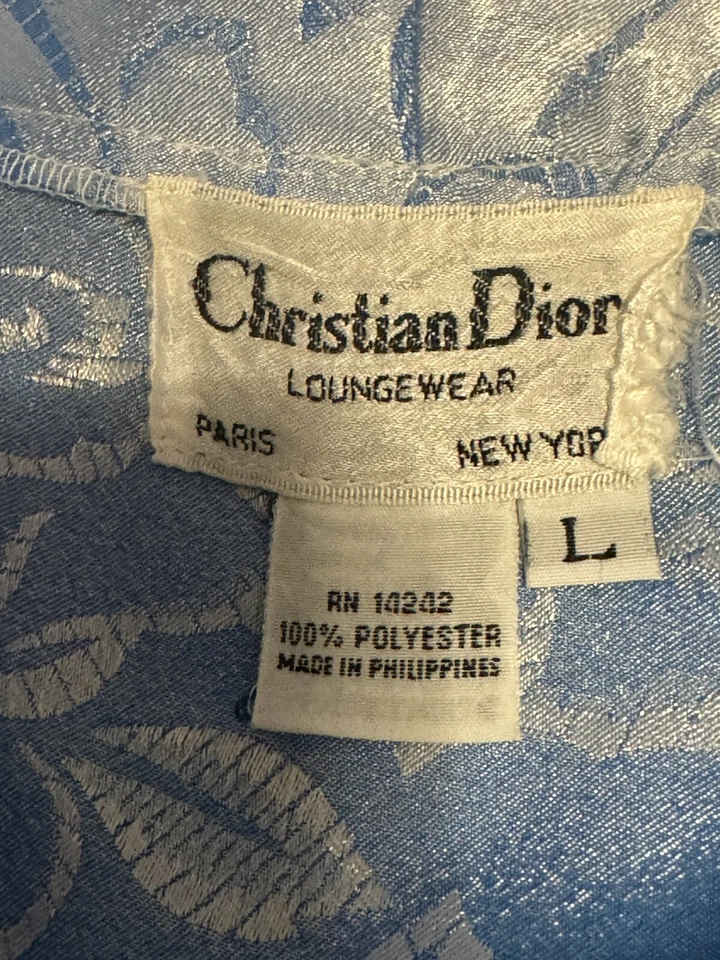 Christian Dior
LOUNGEWEAR
PARIS NEW YOR
L
RN 14242
100% POLYESTER
MADE IN PHILIPPINES